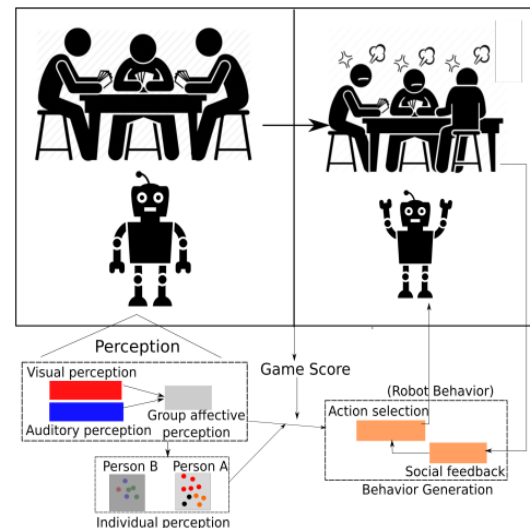 Perception
Visual perception
Auditory perception
Group affective
perception
Game Score
(Robot Behavior)
Action selection
Social feedback
Behavior Generation
Person B
Person A
Individual perception